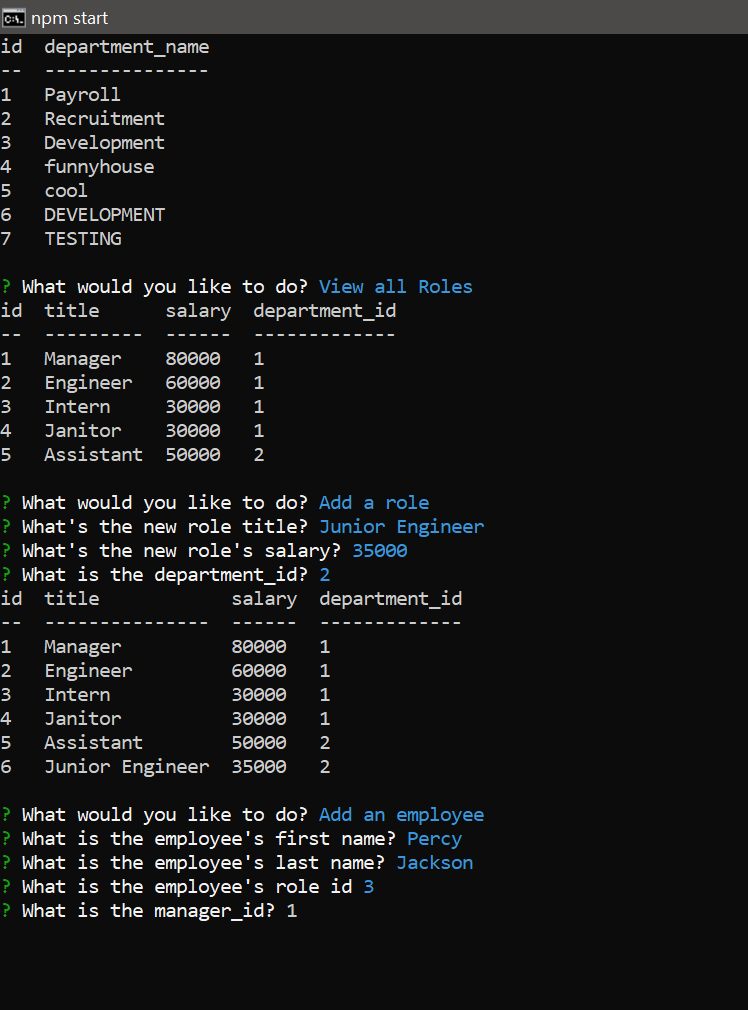 npm start
id  department_name
--  ---------------
1   Payroll
2   Recruitment
3   Development
4   funnyhouse
5   cool
6   DEVELOPMENT
7   TESTING
? What would you like to do? View all Roles
id  title      salary  department_id
--  ---------  ------  -------------
1   Manager    80000   1
2   Engineer   60000   1
3   Intern     30000   1
4   Janitor    30000   1
5   Assistant  50000   2
? What would you like to do? Add a role
? What's the new role title? Junior Engineer
? What's the new role's salary? 35000
? What is the department_id? 2
id  title            salary  department_id
--  ---------------  ------  -------------
1   Manager          80000   1
2   Engineer         60000   1
3   Intern           30000   1
4   Janitor          30000   1
5   Assistant        50000   2
6   Junior Engineer  35000   2
? What would you like to do? Add an employee
? What is the employee's first name? Percy
? What is the employee's last name? Jackson
? What is the employee's role id 3
? What is the manager_id? 1